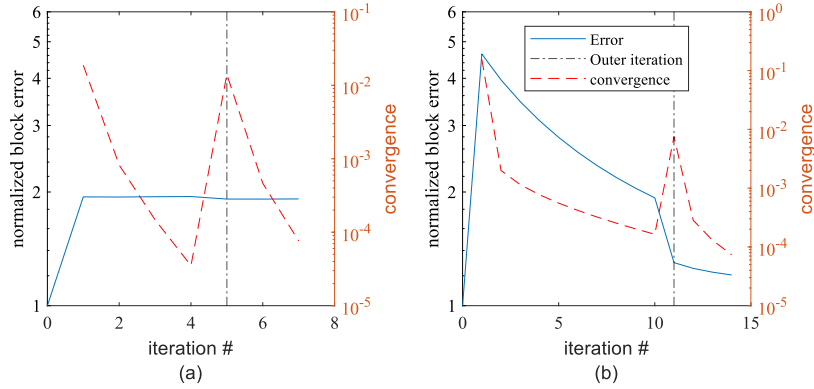 6
5
4
3
2
1
normalized block error
0
2
4
6
8
iteration #
(a)
10-1
10-2
10-3
10-4
10-5
convergence
6
5
4
3
2
1
normalized block error
Error
Outer iteration
convergence
0
5
10
15
iteration #
(b)
100
10-1
10-2
10-3
10-4
10-5
convergence